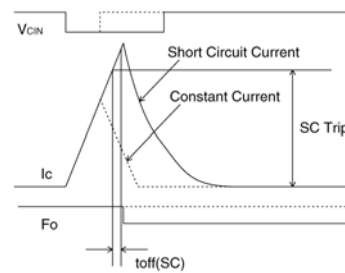 VCIN
Short Circuit Current
Constant Current
SC Trip
Ic
Fo
toff(SC)